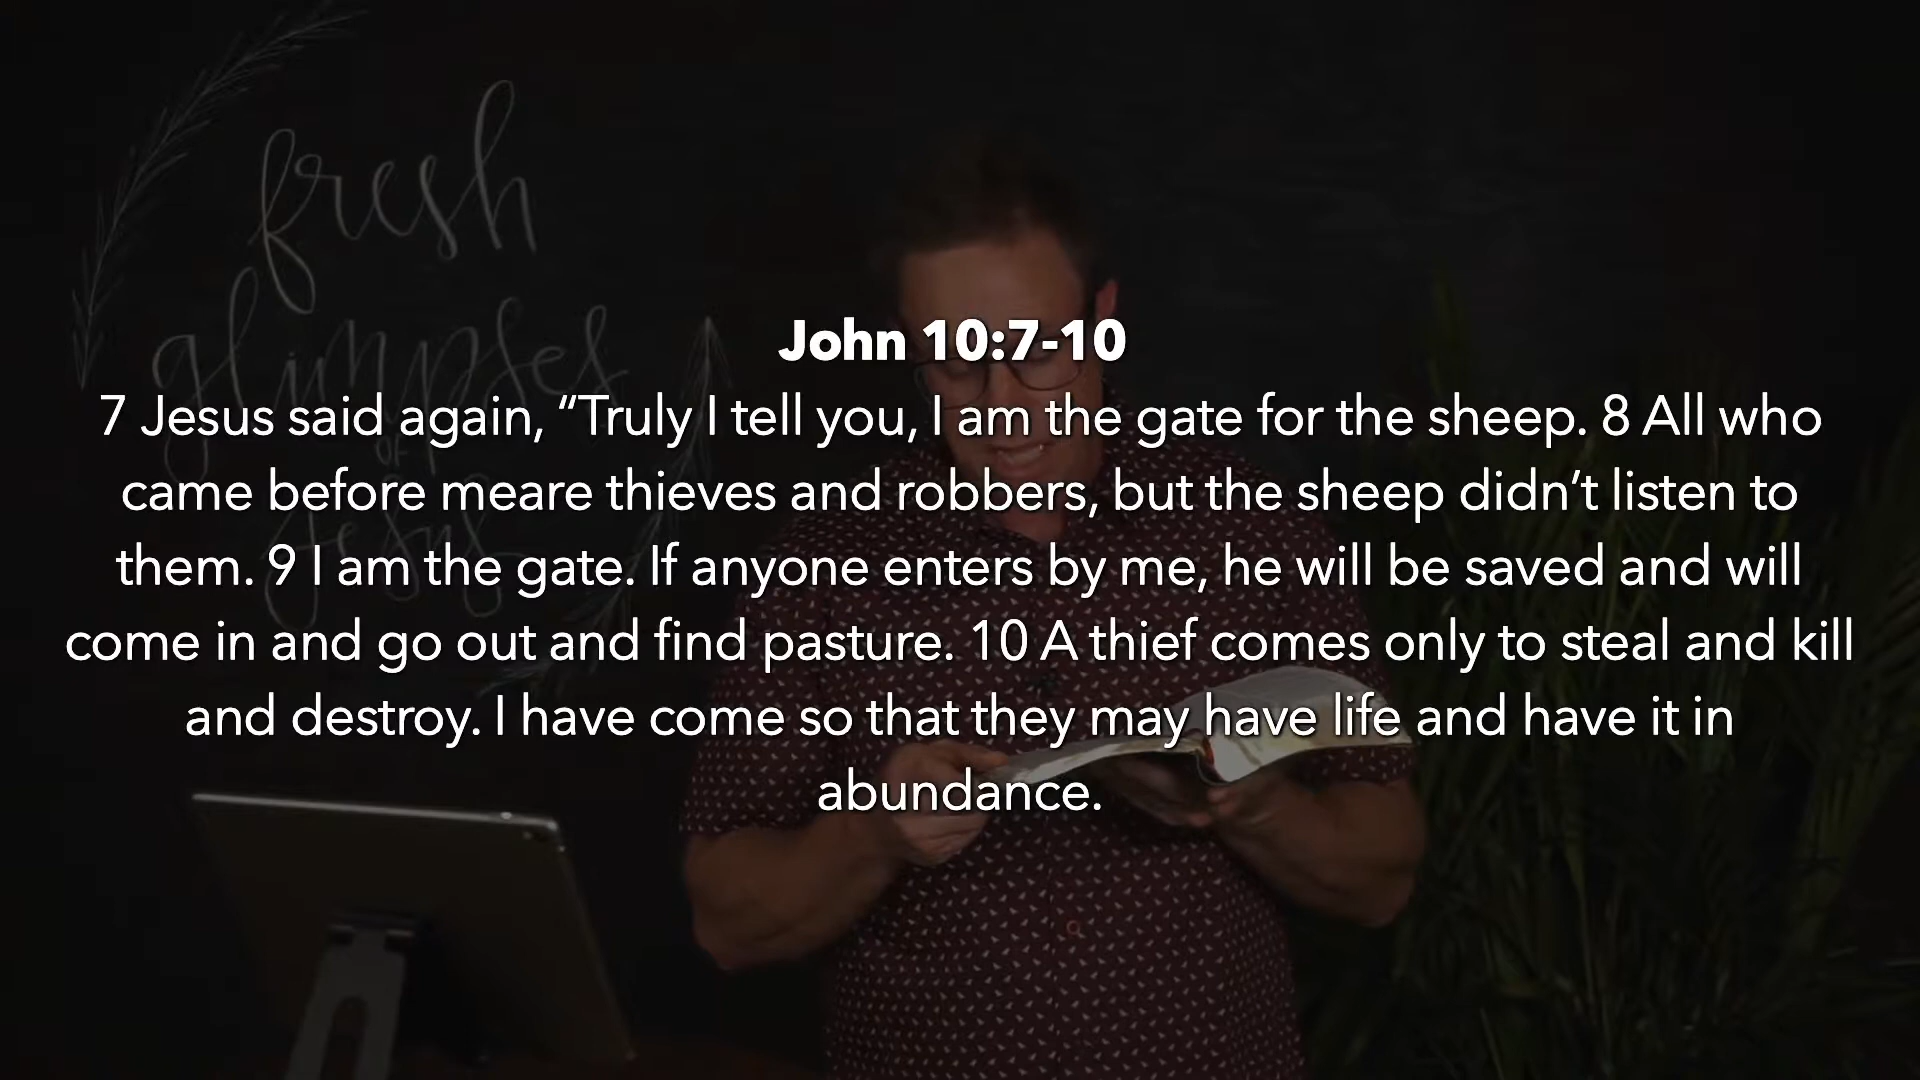 fresh
glimpses
of
Jesus
John 10:7-10
7 Jesus said again, “Truly I tell you, I am the gate for the sheep. 8 All who
came before meare thieves and robbers, but the sheep didn’t listen to
them. 9 I am the gate. If anyone enters by me, he will be saved and will
come in and go out and find pasture. 10 A thief comes only to steal and kill
and destroy. I have come so that they may have life and have it in
abundance.